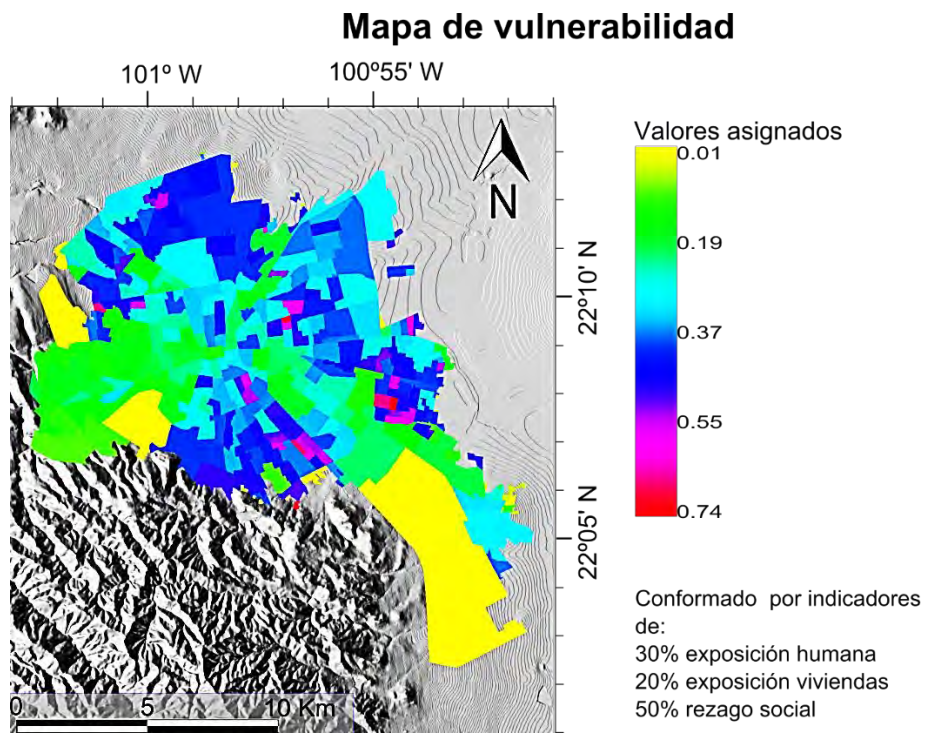 Mapa de vulnerabilidad
101º W
100º55' W
N
22º10' N
22º05' N
0
5
10 Km
Valores asignados
0.01
0.19
0.37
0.55
0.74
Conformado por indicadores
de:
30% exposición humana
20% exposición viviendas
50% rezago social